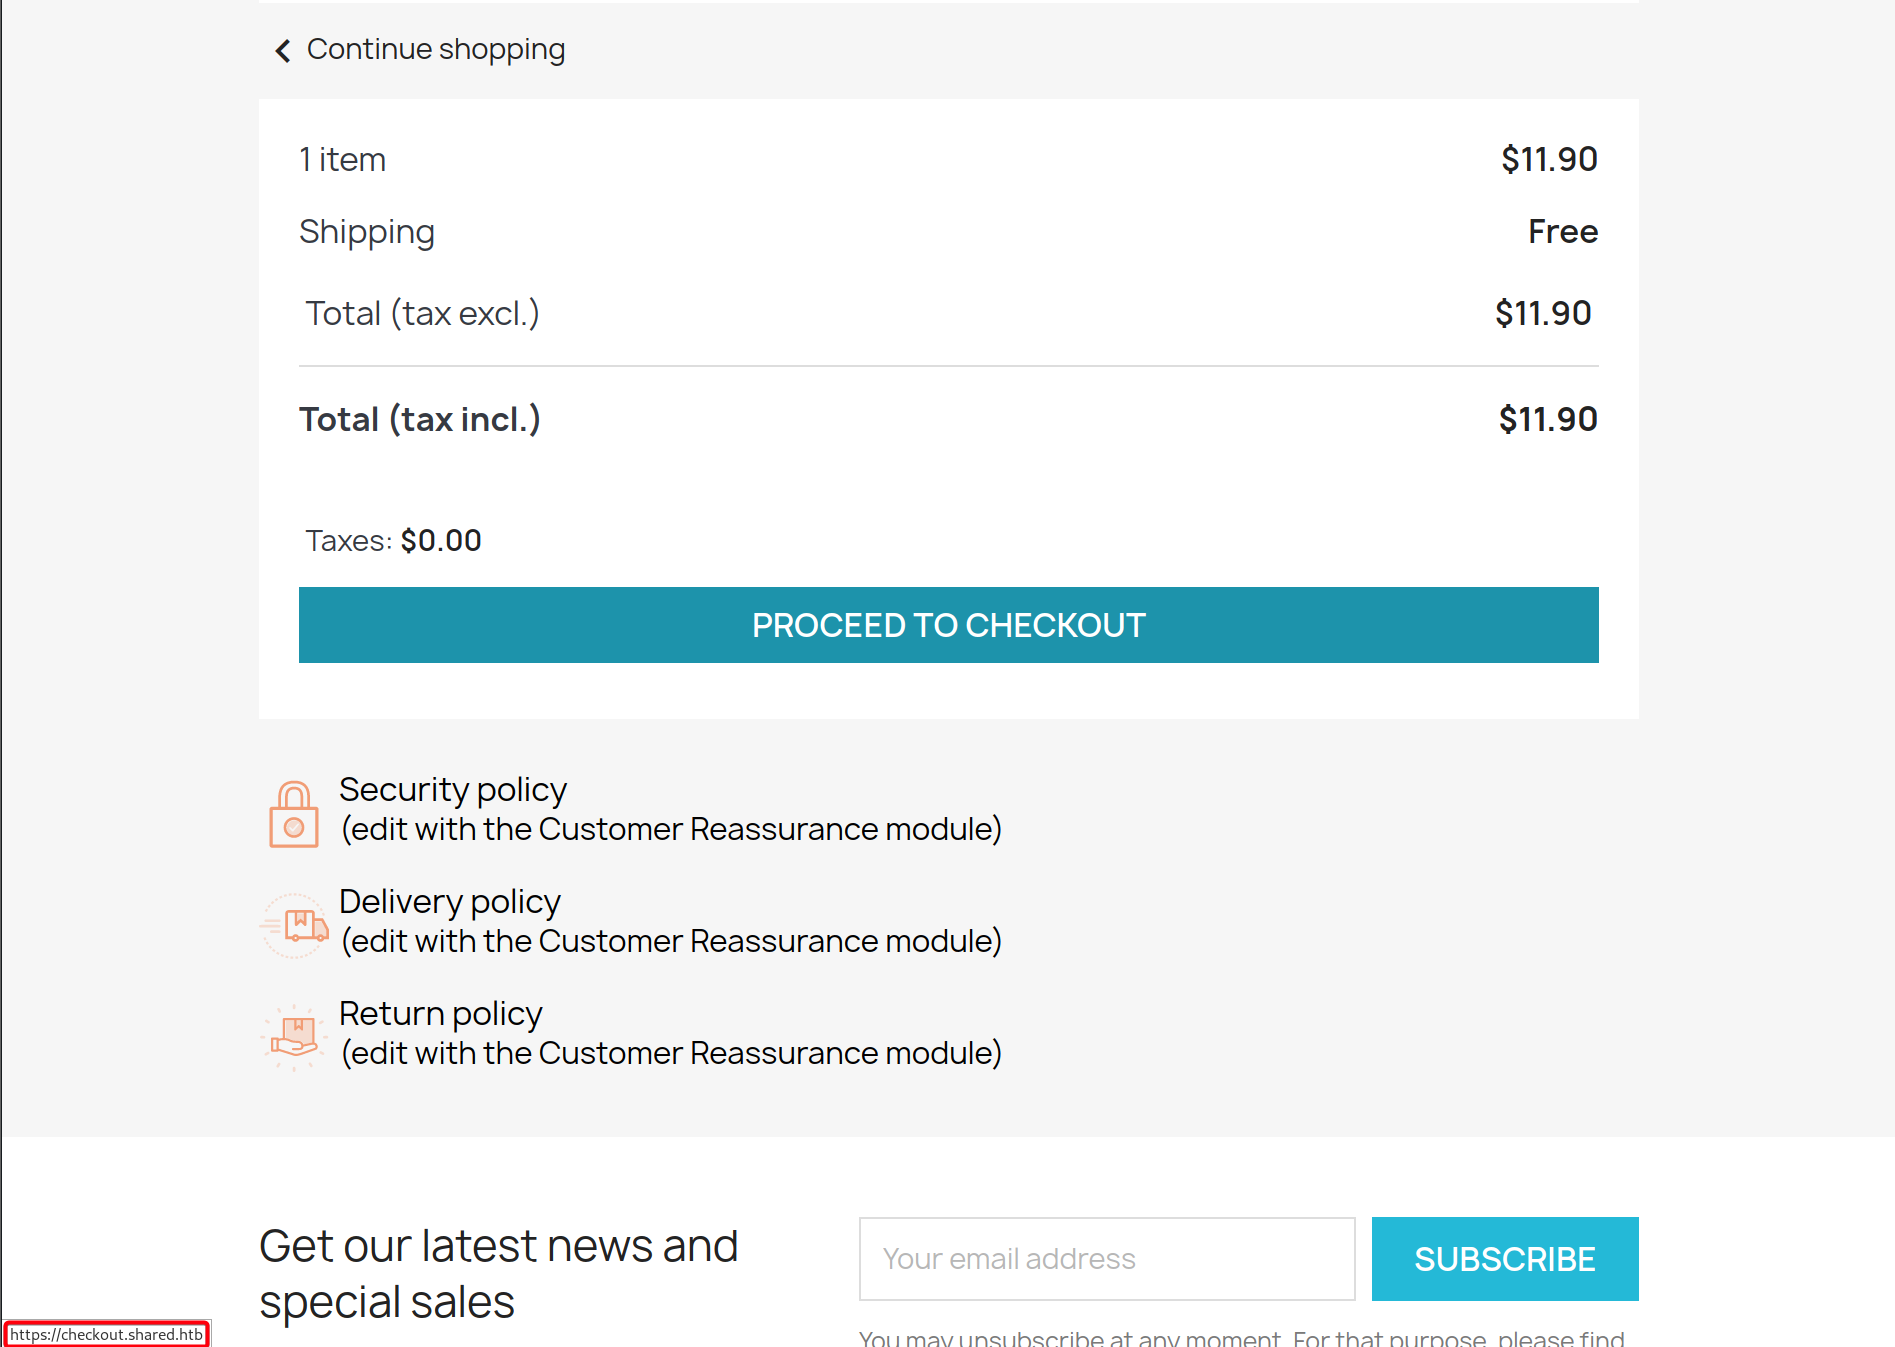 Continue shopping
1 item $11.90
Shipping Free
Total (tax excl.) $11.90
Total (tax incl.) $11.90
Taxes: $0.00
PROCEED TO CHECKOUT
Security policy
(edit with the Customer Reassurance module)
Delivery policy
(edit with the Customer Reassurance module)
Return policy
(edit with the Customer Reassurance module)
Get our latest news and
special sales
Your email address
SUBSCRIBE
You may unsubscribe at any moment. For that purpose, please find
https://checkout.shared.htb